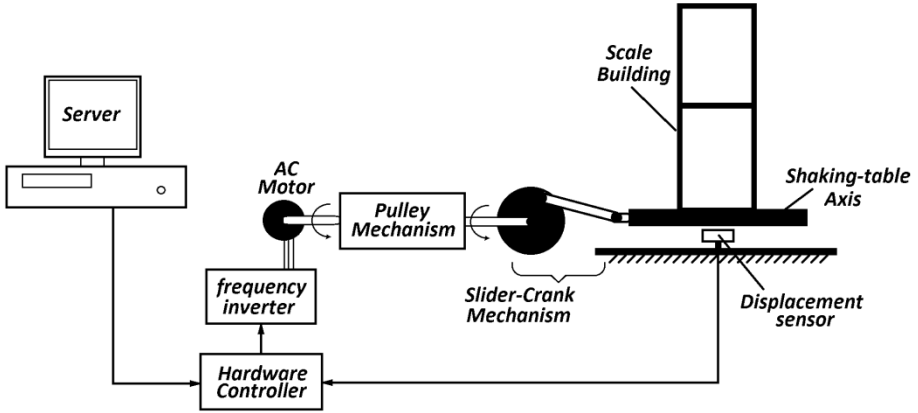 Server
AC
Motor
Pulley
Mechanism
Scale
Building
Shaking-table
Axis
frequency
inverter
Slider-Crank
Mechanism
Displacement
sensor
Hardware
Controller